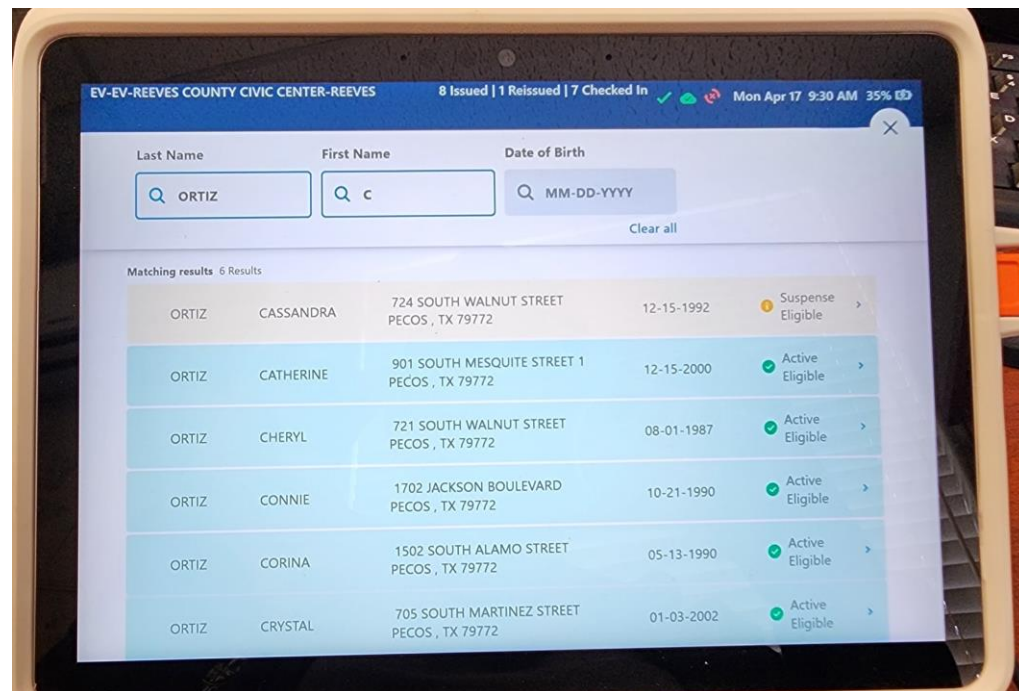 EV-EV-REEVES COUNTY CIVIC CENTER-REEVES 8 Issued | 1 Reissued | 7 Checked In Mon Apr 17 9:30 AM 35%
Last Name First Name Date of Birth
ORTIZ C MM-DD-YYYY
Clear all
Matching results 6 Results
ORTIZ CASSANDRA 724 SOUTH WALNUT STREET 12-15-1992 Suspense
PECOS , TX 79772 Eligible
ORTIZ CATHERINE 901 SOUTH MESQUITE STREET 1 12-15-2000 Active
PECOS , TX 79772 Eligible
ORTIZ CHERYL 721 SOUTH WALNUT STREET 08-01-1987 Active
PECOS , TX 79772 Eligible
ORTIZ CONNIE 1702 JACKSON BOULEVARD 10-21-1990 Active
PECOS , TX 79772 Eligible
ORTIZ CORINA 1502 SOUTH ALAMO STREET 05-13-1990 Active
PECOS , TX 79772 Eligible
ORTIZ CRYSTAL 705 SOUTH MARTINEZ STREET 01-03-2002 Active
PECOS , TX 79772 Eligible